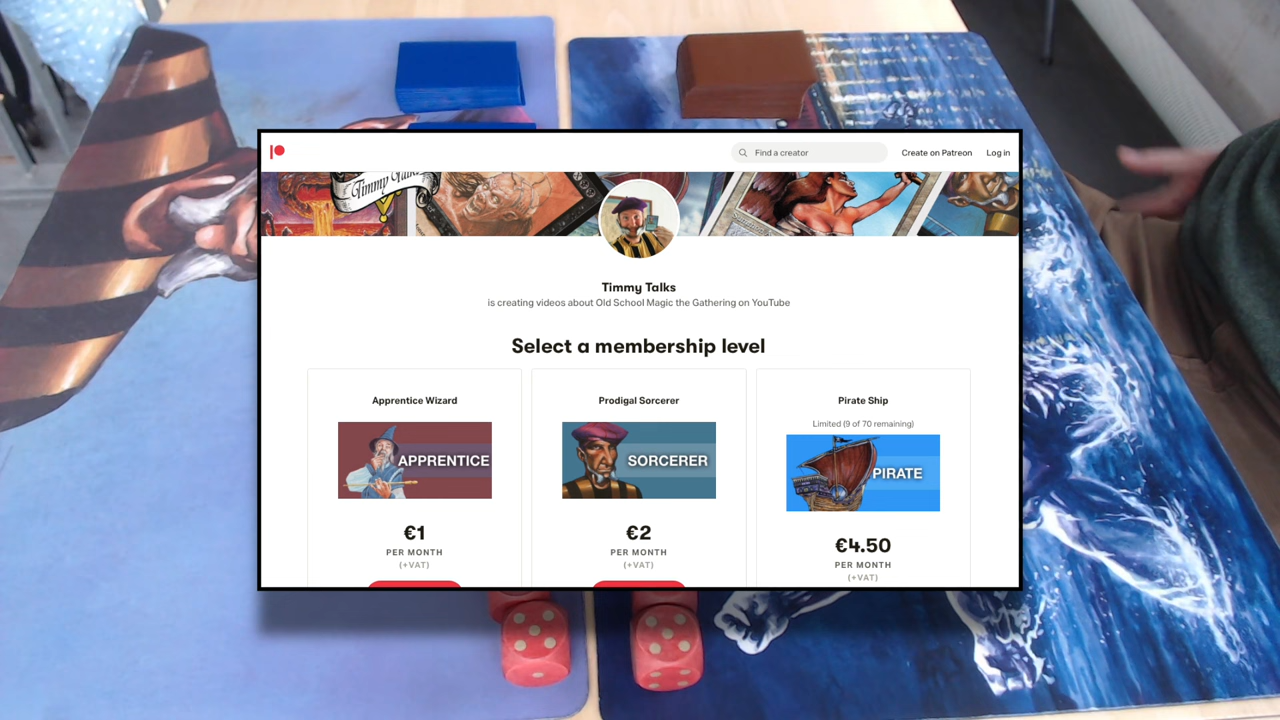 Find a creator
Create on Patreon
Log in
Timmy Talks
Timmy Talks
is creating videos about Old School Magic the Gathering on YouTube
Select a membership level
Apprentice Wizard
Prodigal Sorcerer
Pirate Ship
Limited (9 of 70 remaining)
APPRENTICE
SORCERER
PIRATE
€1
PER MONTH
(+VAT)
€2
PER MONTH
(+VAT)
€4.50
PER MONTH
(+VAT)